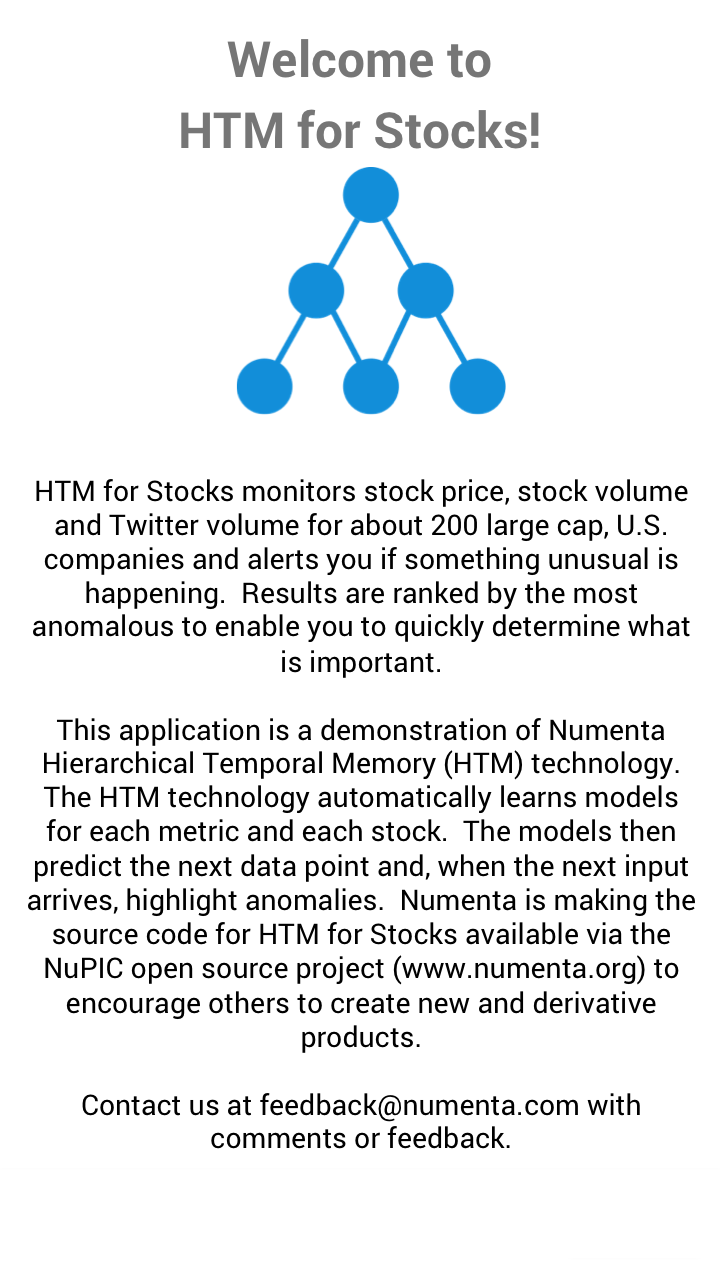 Welcome to
HTM for Stocks!
HTM for Stocks monitors stock price, stock volume
and Twitter volume for about 200 large cap, U.S.
companies and alerts you if something unusual is
happening.  Results are ranked by the most
anomalous to enable you to quickly determine what
is important.
This application is a demonstration of Numenta
Hierarchical Temporal Memory (HTM) technology.
The HTM technology automatically learns models
for each metric and each stock.  The models then
predict the next data point and, when the next input
arrives, highlight anomalies.  Numenta is making the
source code for HTM for Stocks available via the
NuPIC open source project (www.numenta.org) to
encourage others to create new and derivative
products.
Contact us at feedback@numenta.com with
comments or feedback.